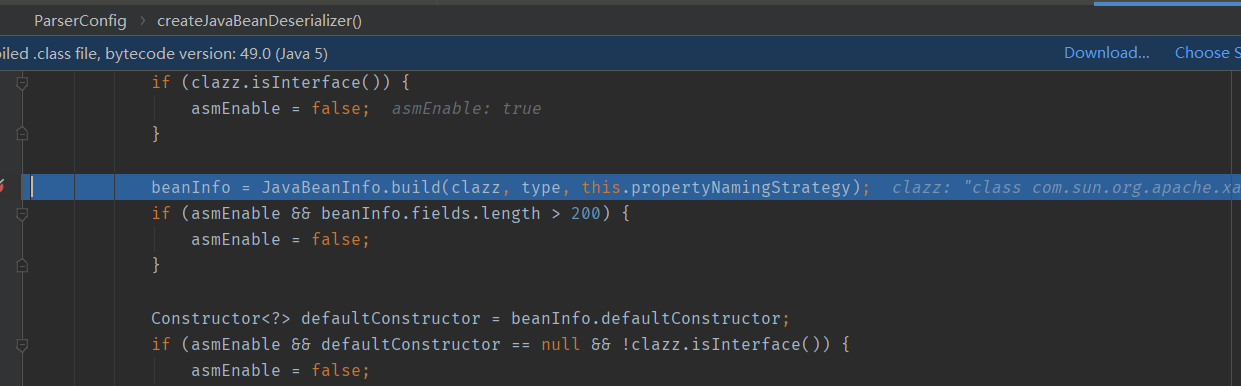 ParserConfig › createJavaBeanDeserializer()
iled .class file, bytecode version: 49.0 (Java 5) Download... Choose S
if (clazz.isInterface()) {
asmEnable = false; asmEnable: true
}
beanInfo = JavaBeanInfo.build(clazz, type, this.propertyNamingStrategy); clazz: "class com.sun.org.apache.xa
if (asmEnable && beanInfo.fields.length > 200) {
asmEnable = false;
}
Constructor<?> defaultConstructor = beanInfo.defaultConstructor;
if (asmEnable && defaultConstructor == null && !clazz.isInterface()) {
asmEnable = false;